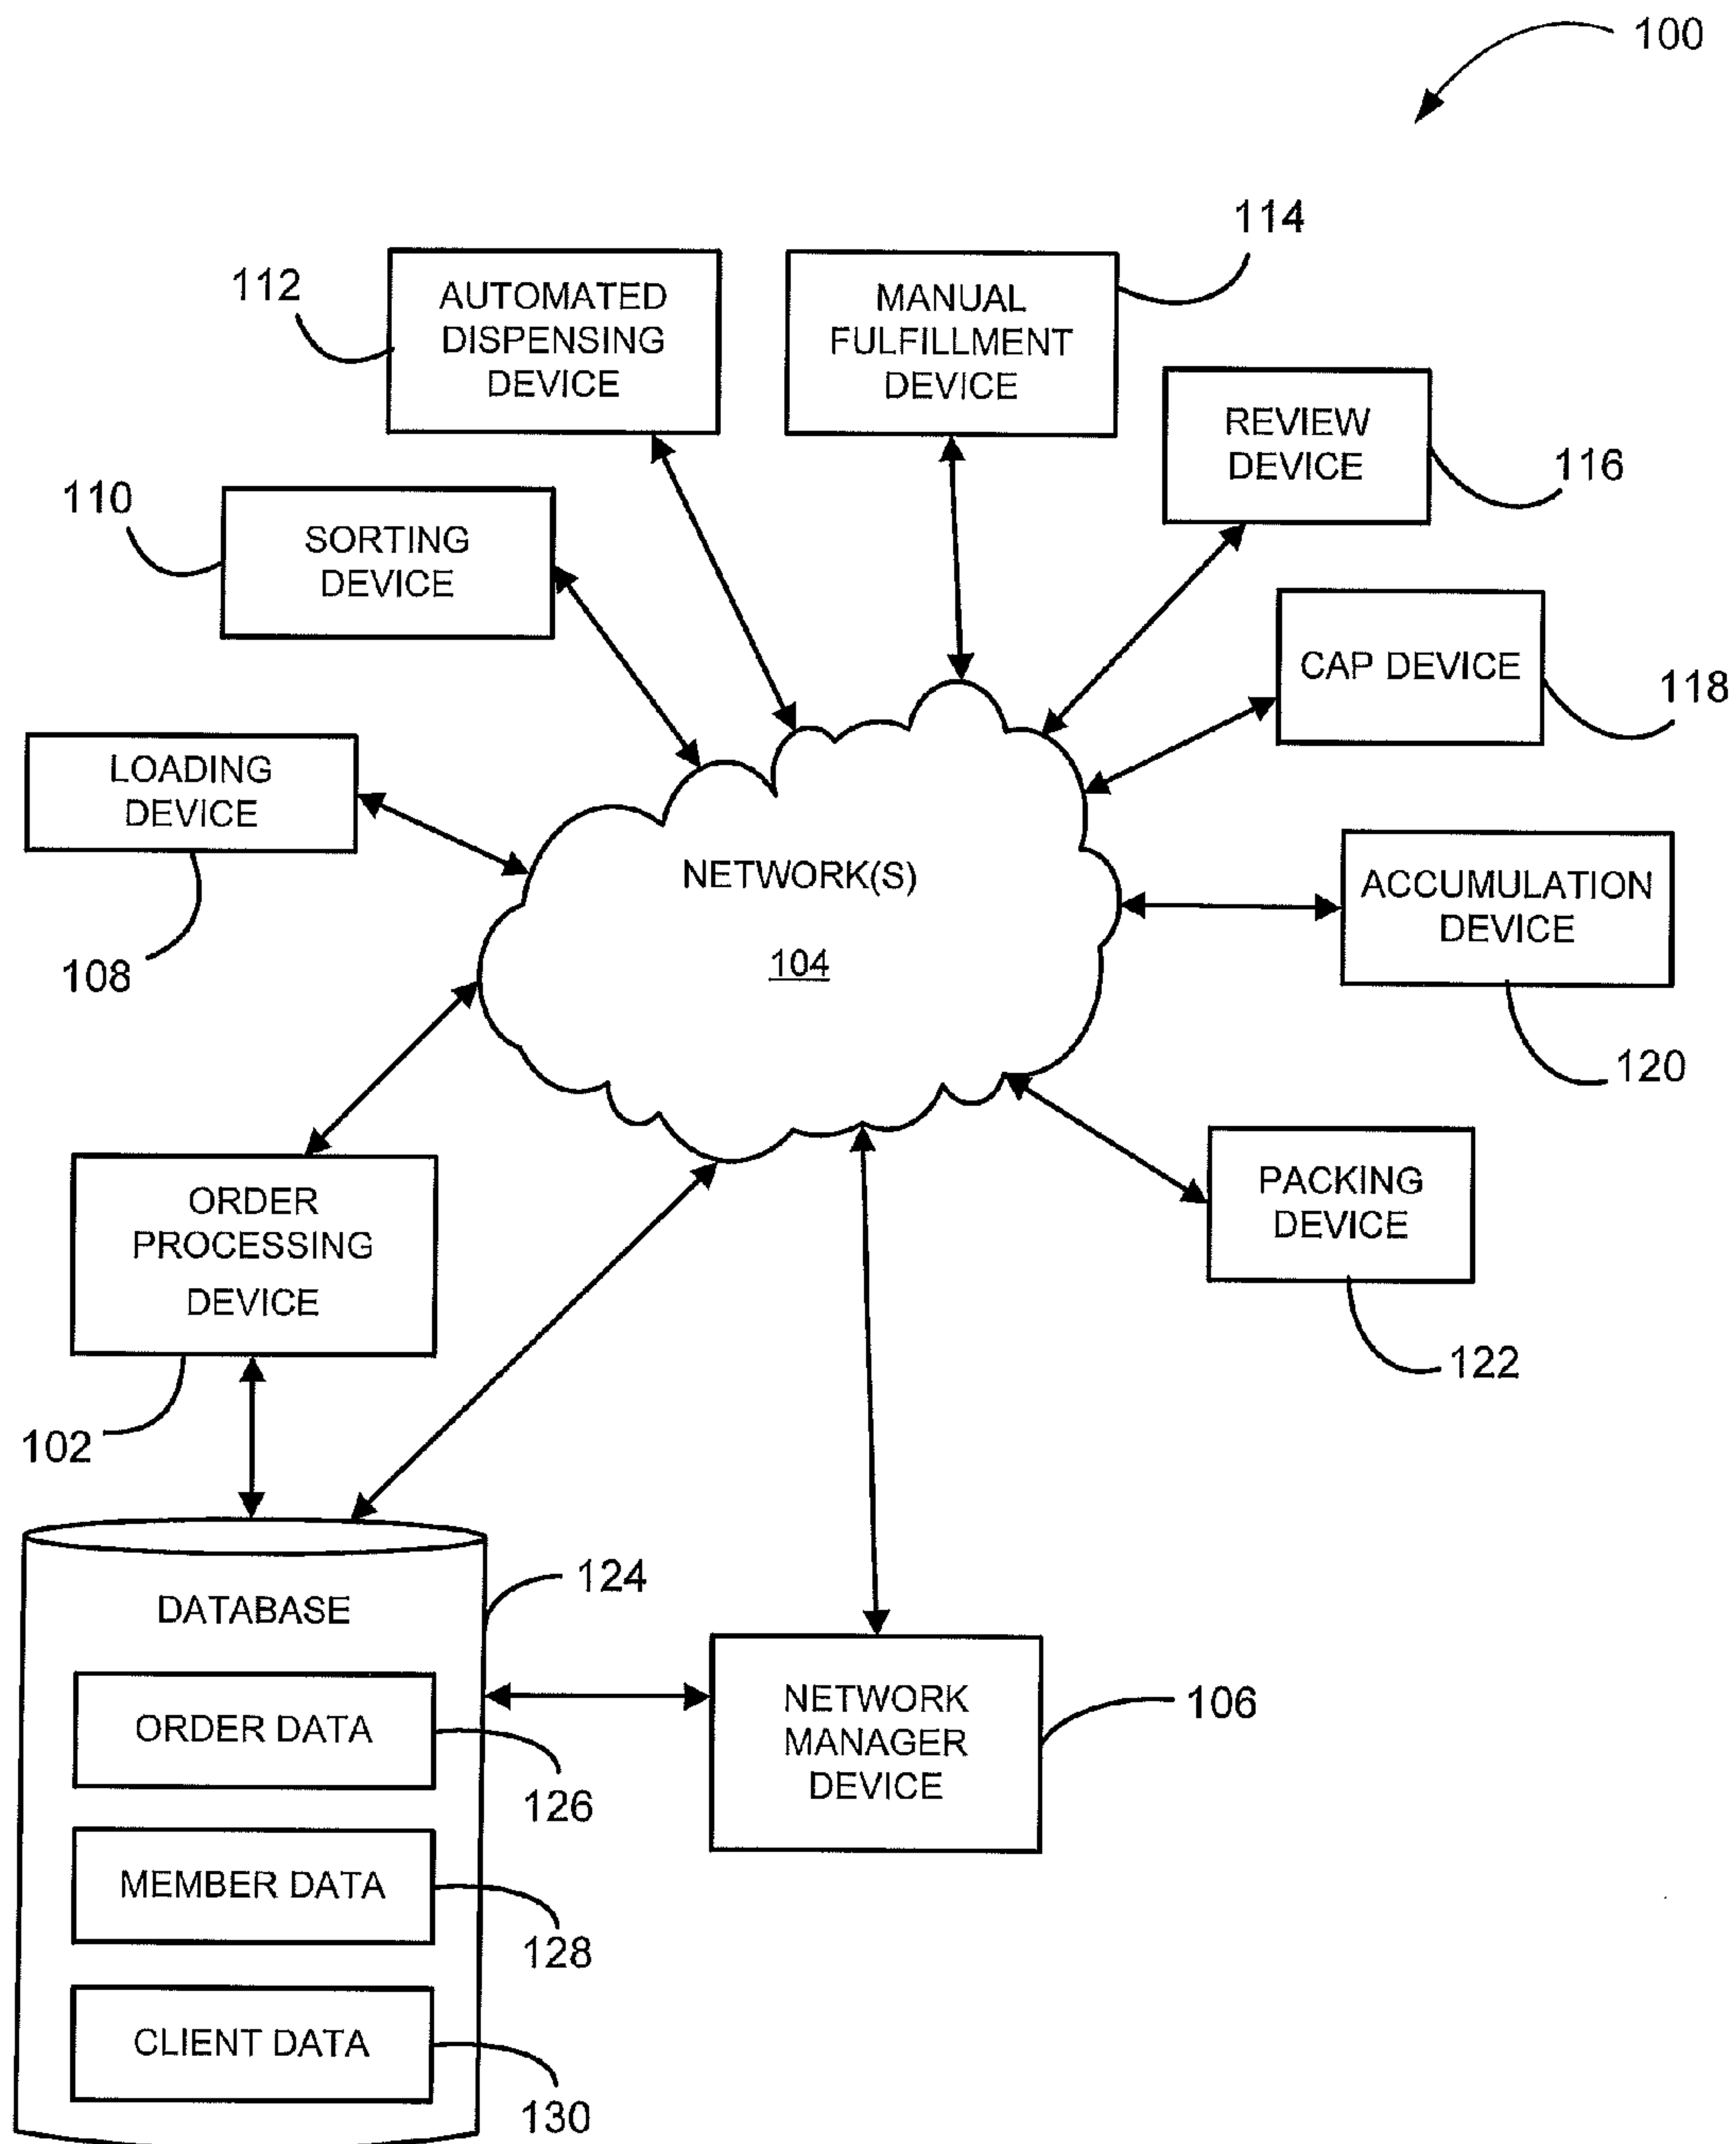 100
114
112
AUTOMATED
DISPENSING
DEVICE
MANUAL
FULFILLMENT
DEVICE
REVIEW
DEVICE
116
110
SORTING
DEVICE
CAP DEVICE
118
LOADING
DEVICE
108
NETWORK(S)
104
ACCUMULATION
DEVICE
120
ORDER
PROCESSING
DEVICE
102
PACKING
DEVICE
122
DATABASE
124
ORDER DATA
126
MEMBER DATA
128
CLIENT DATA
130
NETWORK
MANAGER
DEVICE
106